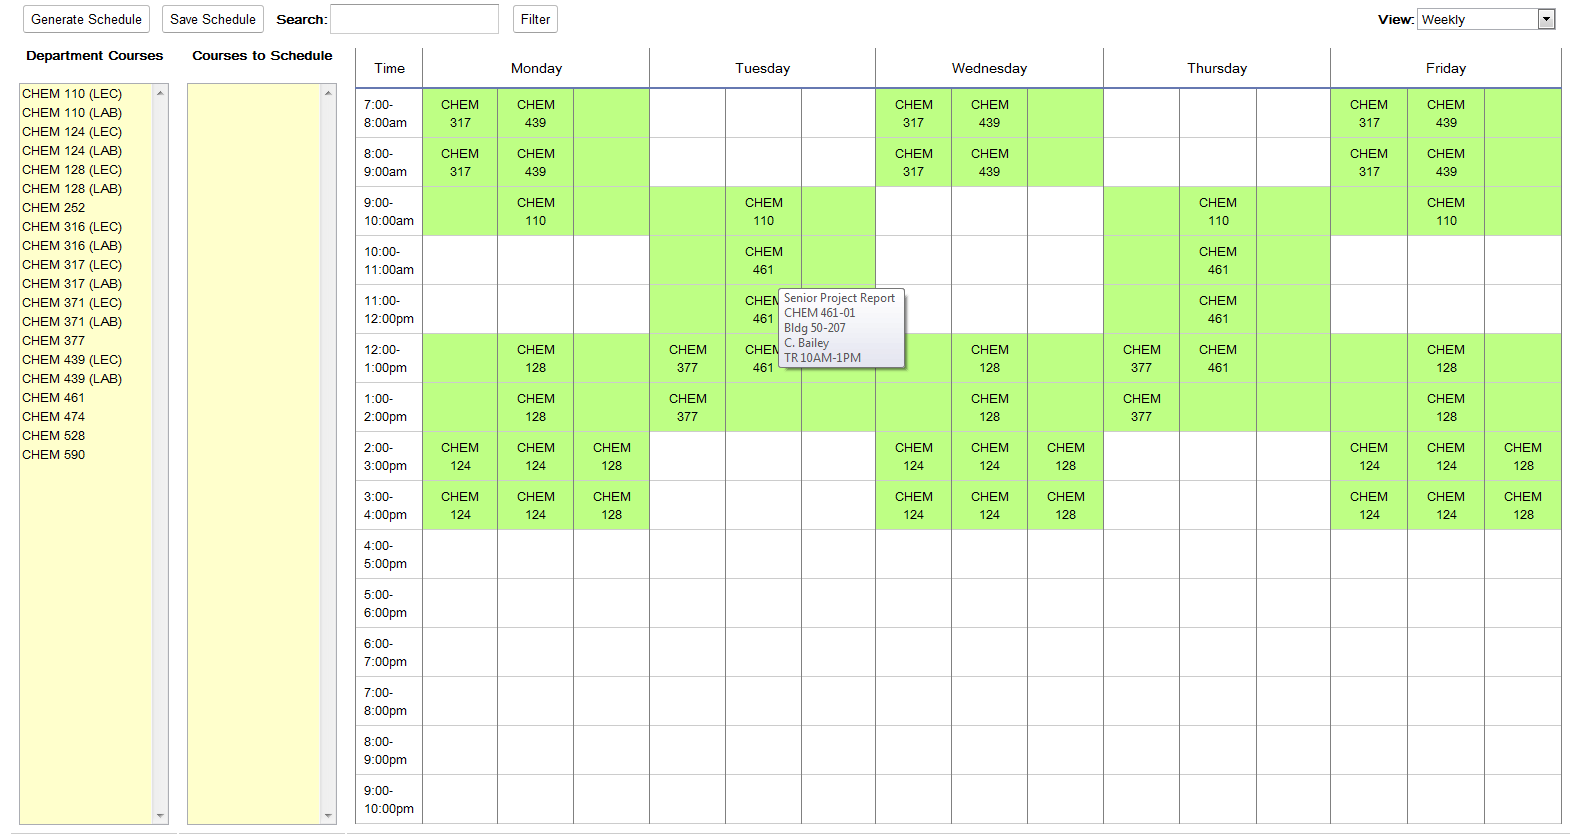 Generate Schedule Save Schedule Search: Filter View: Weekly
Department Courses Courses to Schedule
CHEM 110 (LEC)
CHEM 110 (LAB)
CHEM 124 (LEC)
CHEM 124 (LAB)
CHEM 128 (LEC)
CHEM 128 (LAB)
CHEM 252
CHEM 316 (LEC)
CHEM 316 (LAB)
CHEM 317 (LEC)
CHEM 317 (LAB)
CHEM 371 (LEC)
CHEM 371 (LAB)
CHEM 377
CHEM 439 (LEC)
CHEM 439 (LAB)
CHEM 461
CHEM 474
CHEM 528
CHEM 590
Time Monday Tuesday Wednesday Thursday Friday
7:00- CHEM CHEM CHEM CHEM CHEM CHEM
8:00am 317 439 317 439 317 439
8:00- CHEM CHEM CHEM CHEM CHEM CHEM
9:00am 317 439 317 439 317 439
9:00- CHEM CHEM CHEM CHEM
10:00am 110 110 110 110
10:00- CHEM CHEM
11:00am 461 461
11:00- CHEM CHEM
12:00pm 461 461
Senior Project Report
CHEM 461-01
Bldg 50-207
C. Bailey
TR 10AM-1PM
12:00- CHEM CHEM CHEM CHEM CHEM CHEM CHEM
1:00pm 128 377 461 128 377 461 128
1:00- CHEM CHEM CHEM CHEM CHEM
2:00pm 128 377 128 377 128
2:00- CHEM CHEM CHEM CHEM CHEM CHEM CHEM CHEM CHEM
3:00pm 124 124 128 124 124 128 124 124 128
3:00- CHEM CHEM CHEM CHEM CHEM CHEM CHEM CHEM CHEM
4:00pm 124 124 128 124 124 128 124 124 128
4:00-
5:00pm
5:00-
6:00pm
6:00-
7:00pm
7:00-
8:00pm
8:00-
9:00pm
9:00-
10:00pm